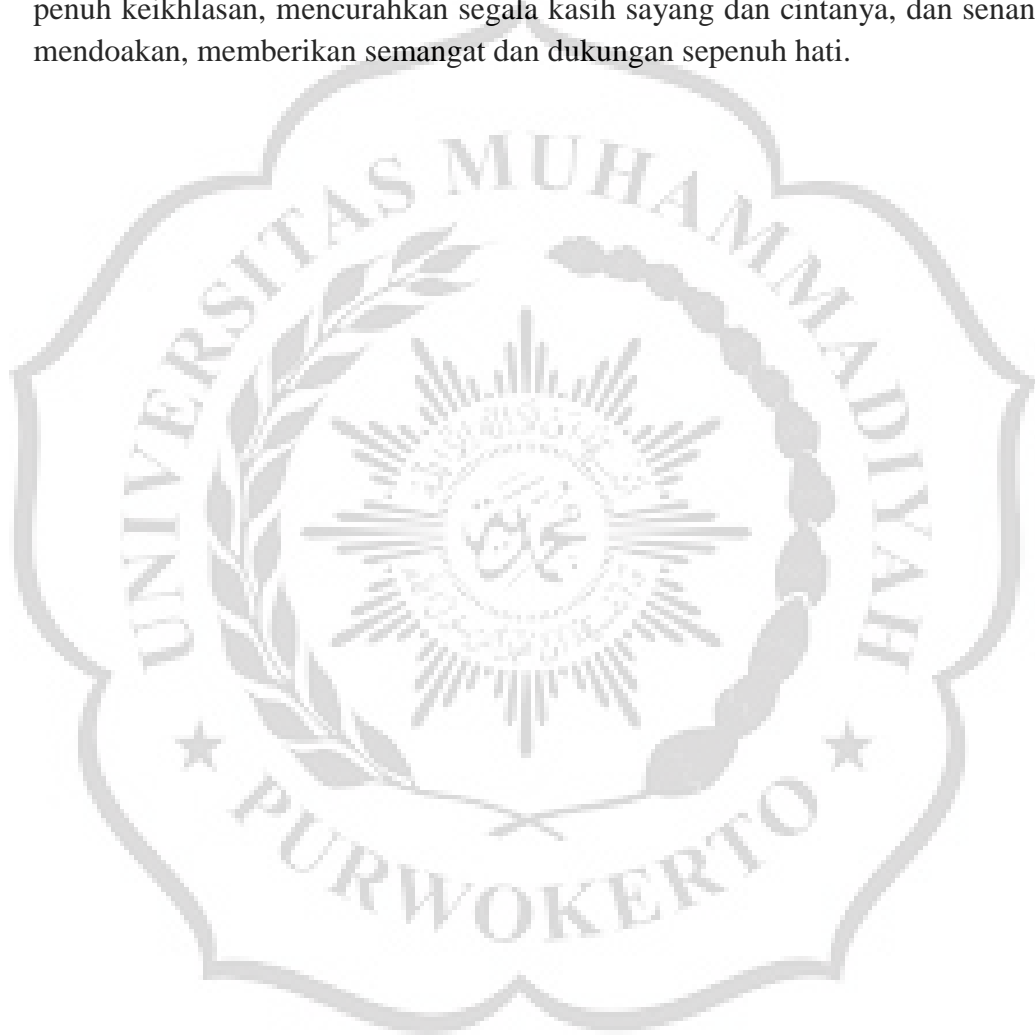 penuh keikhlasan, mencurahkan segala kasih sayang dan cintanya, dan senan
mendoakan, memberikan semangat dan dukungan sepenuh hati.
UNIVERSITAS MUHAMMADIYAH
PURWOKERTO